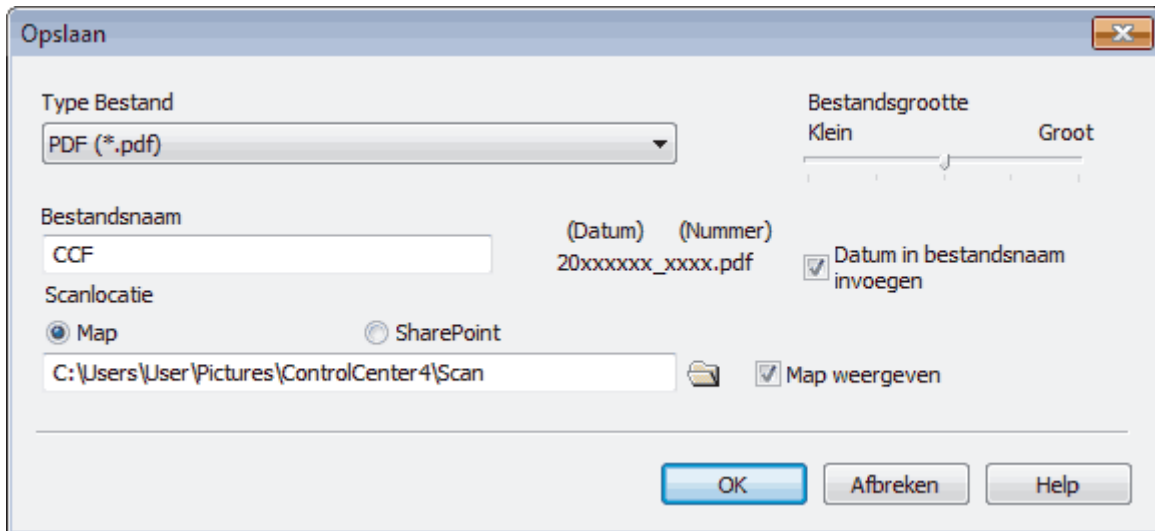 Opslaan
Type Bestand
PDF (*.pdf)
Bestandsgrootte
Klein Groot
Bestandsnaam
CCF
(Datum) (Nummer)
20xxxxxx_xxxx.pdf
Datum in bestandsnaam
invoegen
Scanlocatie
Map SharePoint
C:\Users\User\Pictures\ControlCenter4\Scan
Map weergeven
OK Afbreken Help